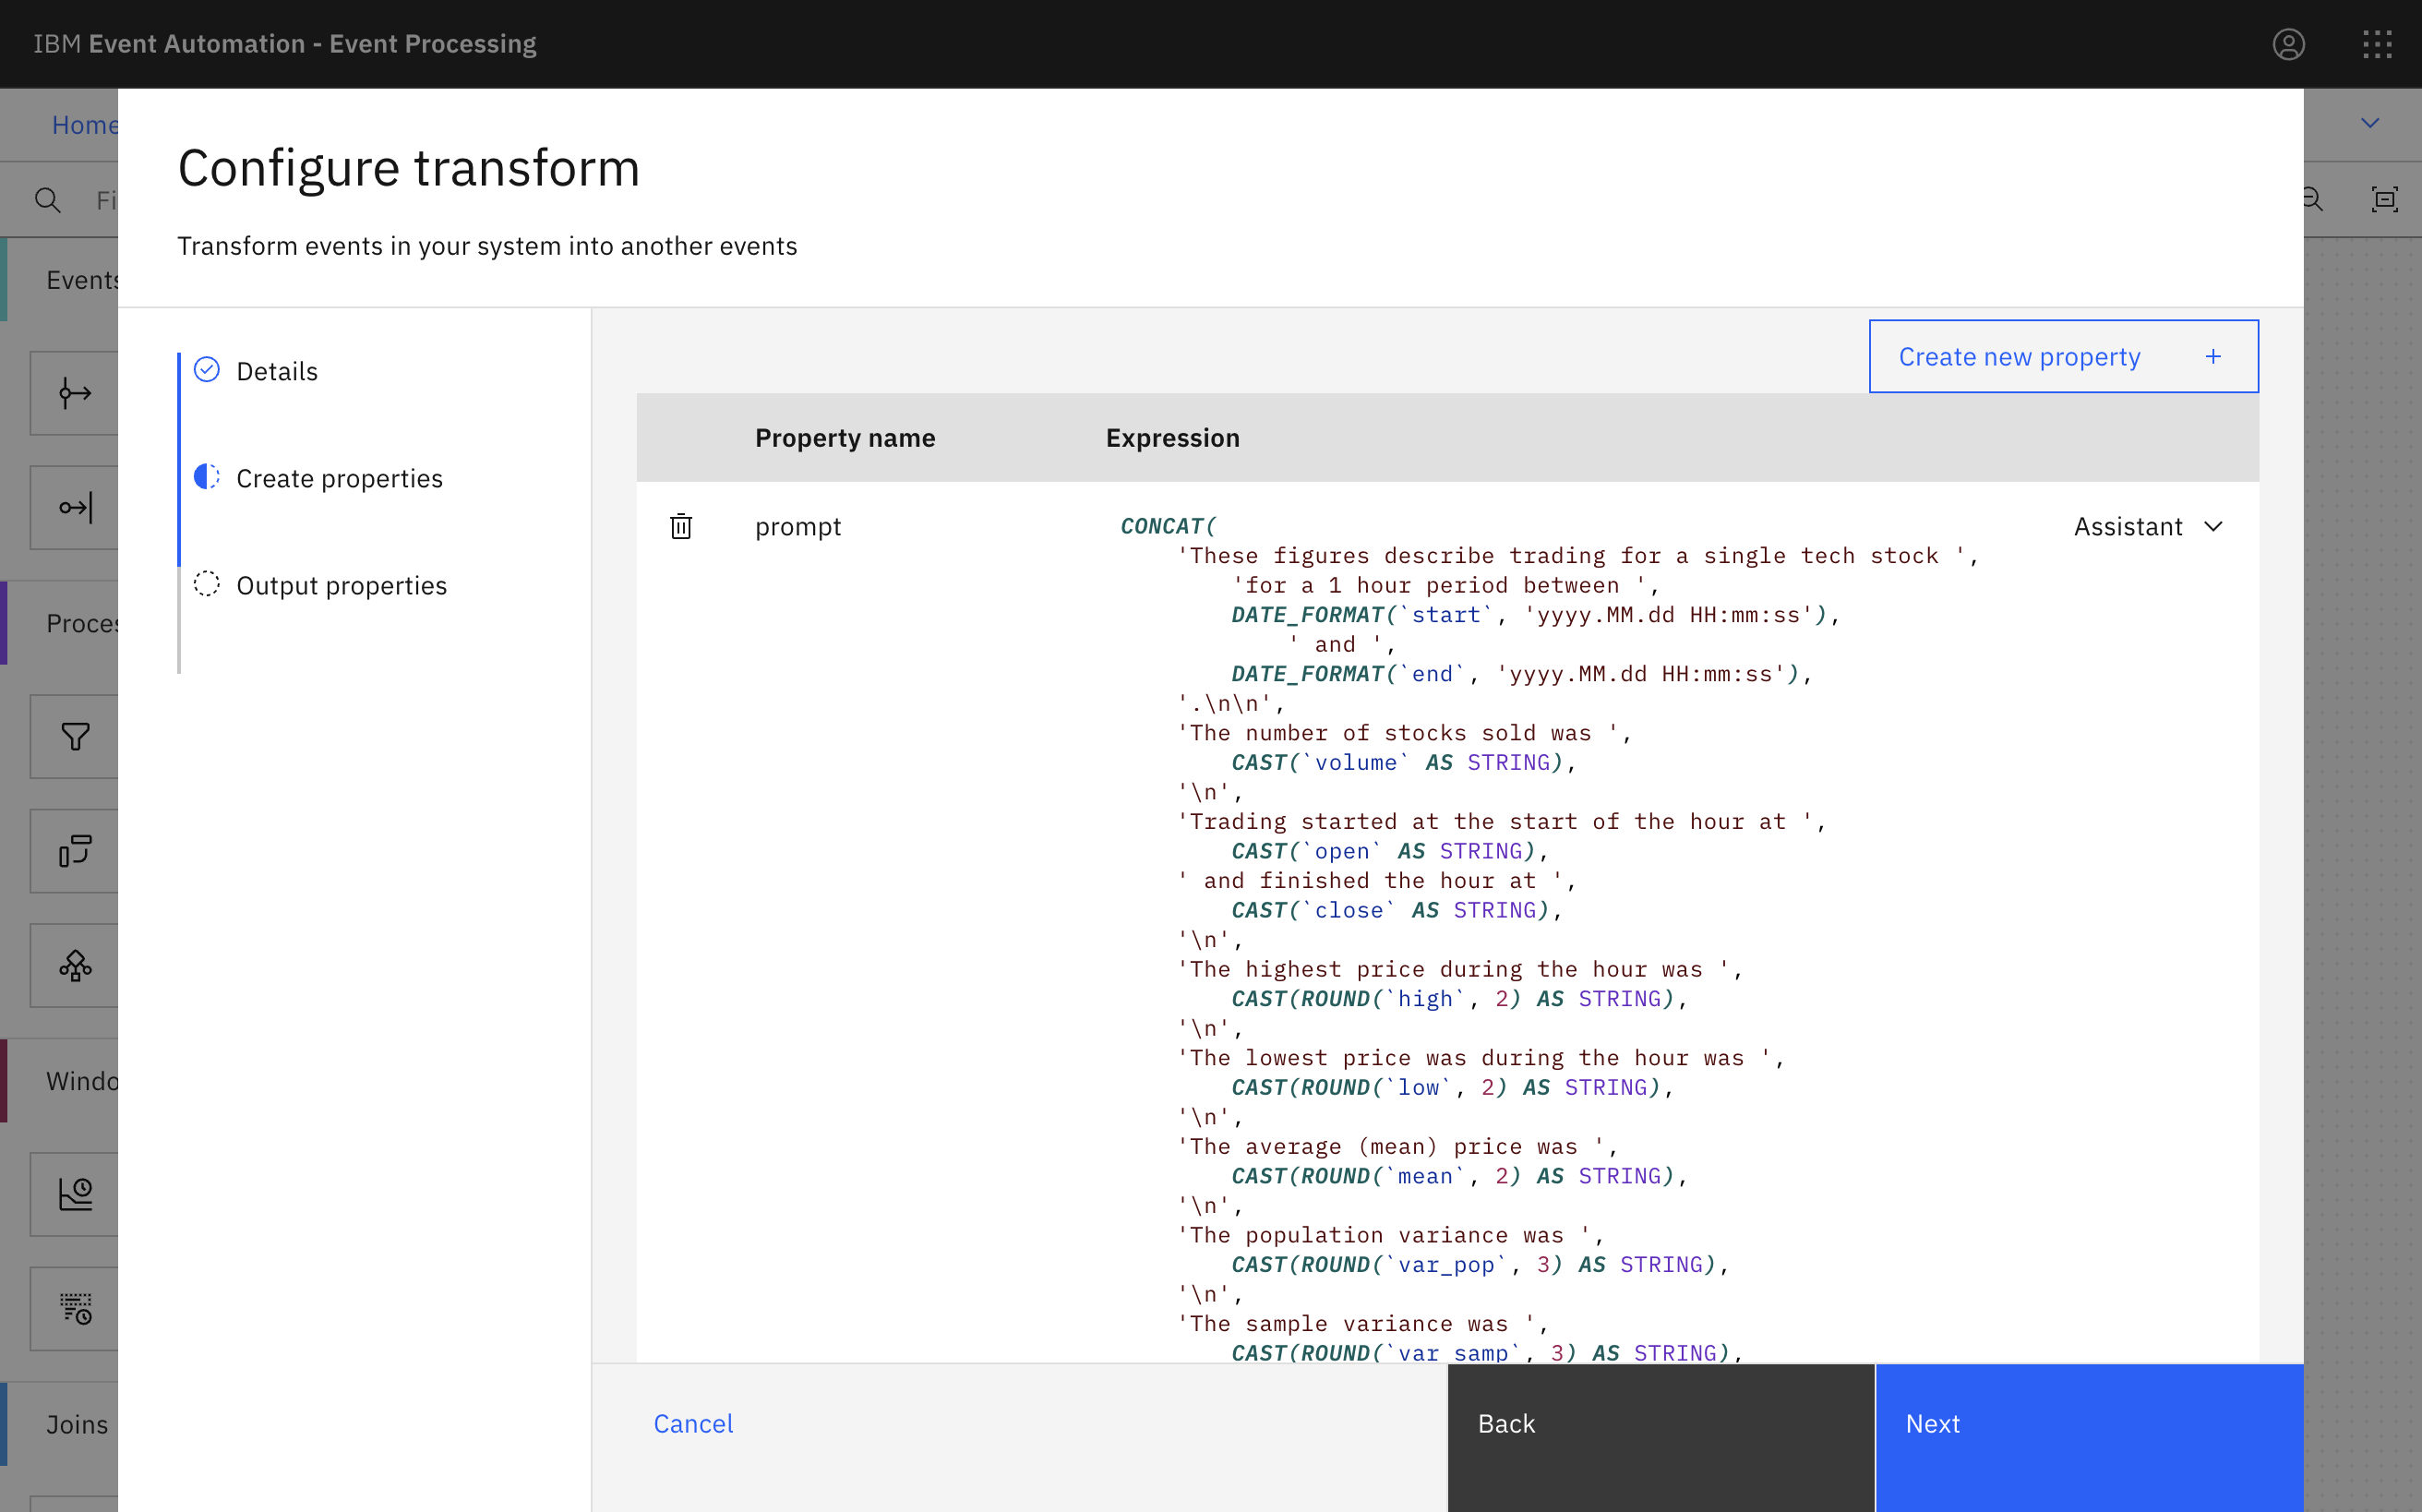 IBM Event Automation - Event Processing
Home
Configure transform
Transform events in your system into another events
Events
Joins
Details
Create properties
Output properties
Create new property +
Property name Expression
prompt
Assistant
CONCAT(
'These figures describe trading for a single tech stock ',
'for a 1 hour period between ',
DATE_FORMAT(`start`, 'yyyy.MM.dd HH:mm:ss'),
' and ',
DATE_FORMAT(`end`, 'yyyy.MM.dd HH:mm:ss'),
'.\n\n',
'The number of stocks sold was ',
CAST(`volume` AS STRING),
'\n',
'Trading started at the start of the hour at ',
CAST(`open` AS STRING),
' and finished the hour at ',
CAST(`close` AS STRING),
'\n',
'The highest price during the hour was ',
CAST(ROUND(`high`, 2) AS STRING),
'\n',
'The lowest price was during the hour was ',
CAST(ROUND(`low`, 2) AS STRING),
'\n',
'The average (mean) price was ',
CAST(ROUND(`mean`, 2) AS STRING),
'\n',
'The population variance was ',
CAST(ROUND(`var_pop`, 3) AS STRING),
'\n',
'The sample variance was ',
CAST(ROUND(`var_samp`, 3) AS STRING),
Cancel
Back
Next